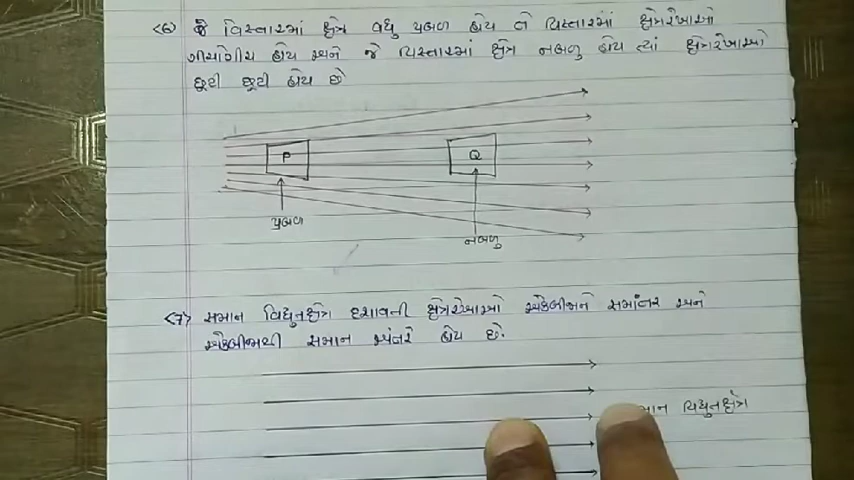 <6> જે વિસ્તારમાં ક્ષેત્ર વધુ પ્રબળ હોય તે વિસ્તારમાં ક્ષેત્રરેખાઓ
ગીચોગીચ હોય અને જે વિસ્તારમાં ક્ષેત્ર નબળુ હોય ત્યાં ક્ષેત્રરેખાઓ
છૂટી છૂટી હોય છે
P
Q
પ્રબળ
નબળુ
<7> સમાન વિદ્યુતક્ષેત્ર દર્શાવતી ક્ષેત્રરેખાઓ એકબીજાને સમાંતર અને
એકબીજાથી સમાન અંતરે હોય છે.
વિદ્યુતક્ષેત્ર